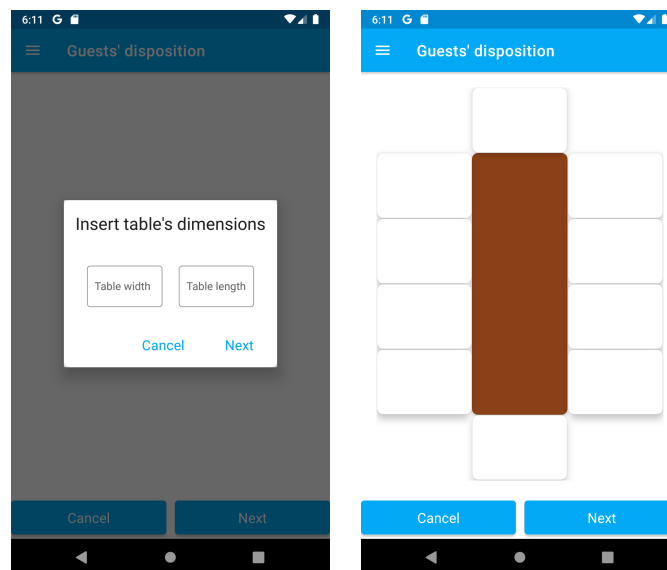 6:11 G
Guests' disposition
Insert table's dimensions
Table width
Table length
Cancel
Next
Cancel
Next
6:11 G
Guests' disposition
Cancel
Next